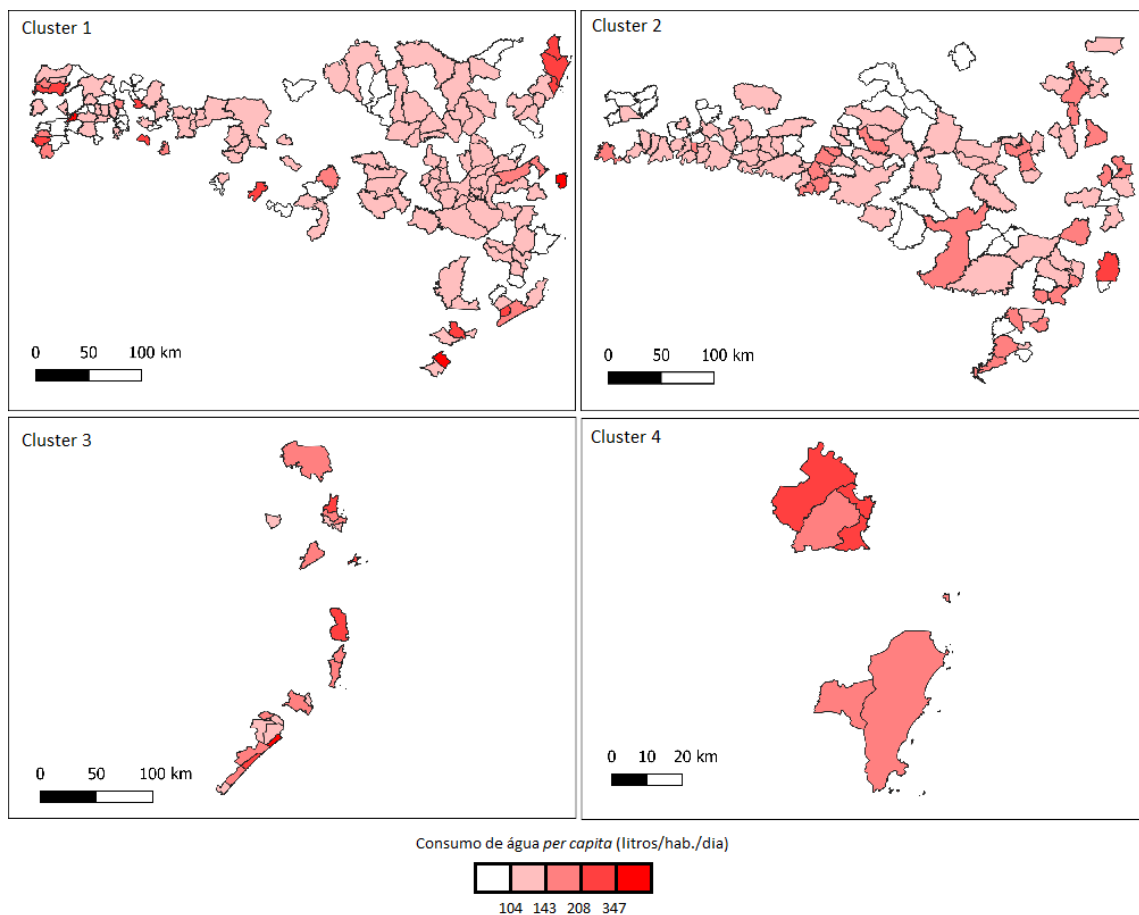 Cluster 1
0 50 100 km
Cluster 2
0 50 100 km
Cluster 3
0 50 100 km
Cluster 4
0 10 20 km
Consumo de água per capita (litros/hab./dia)
104 143 208 347